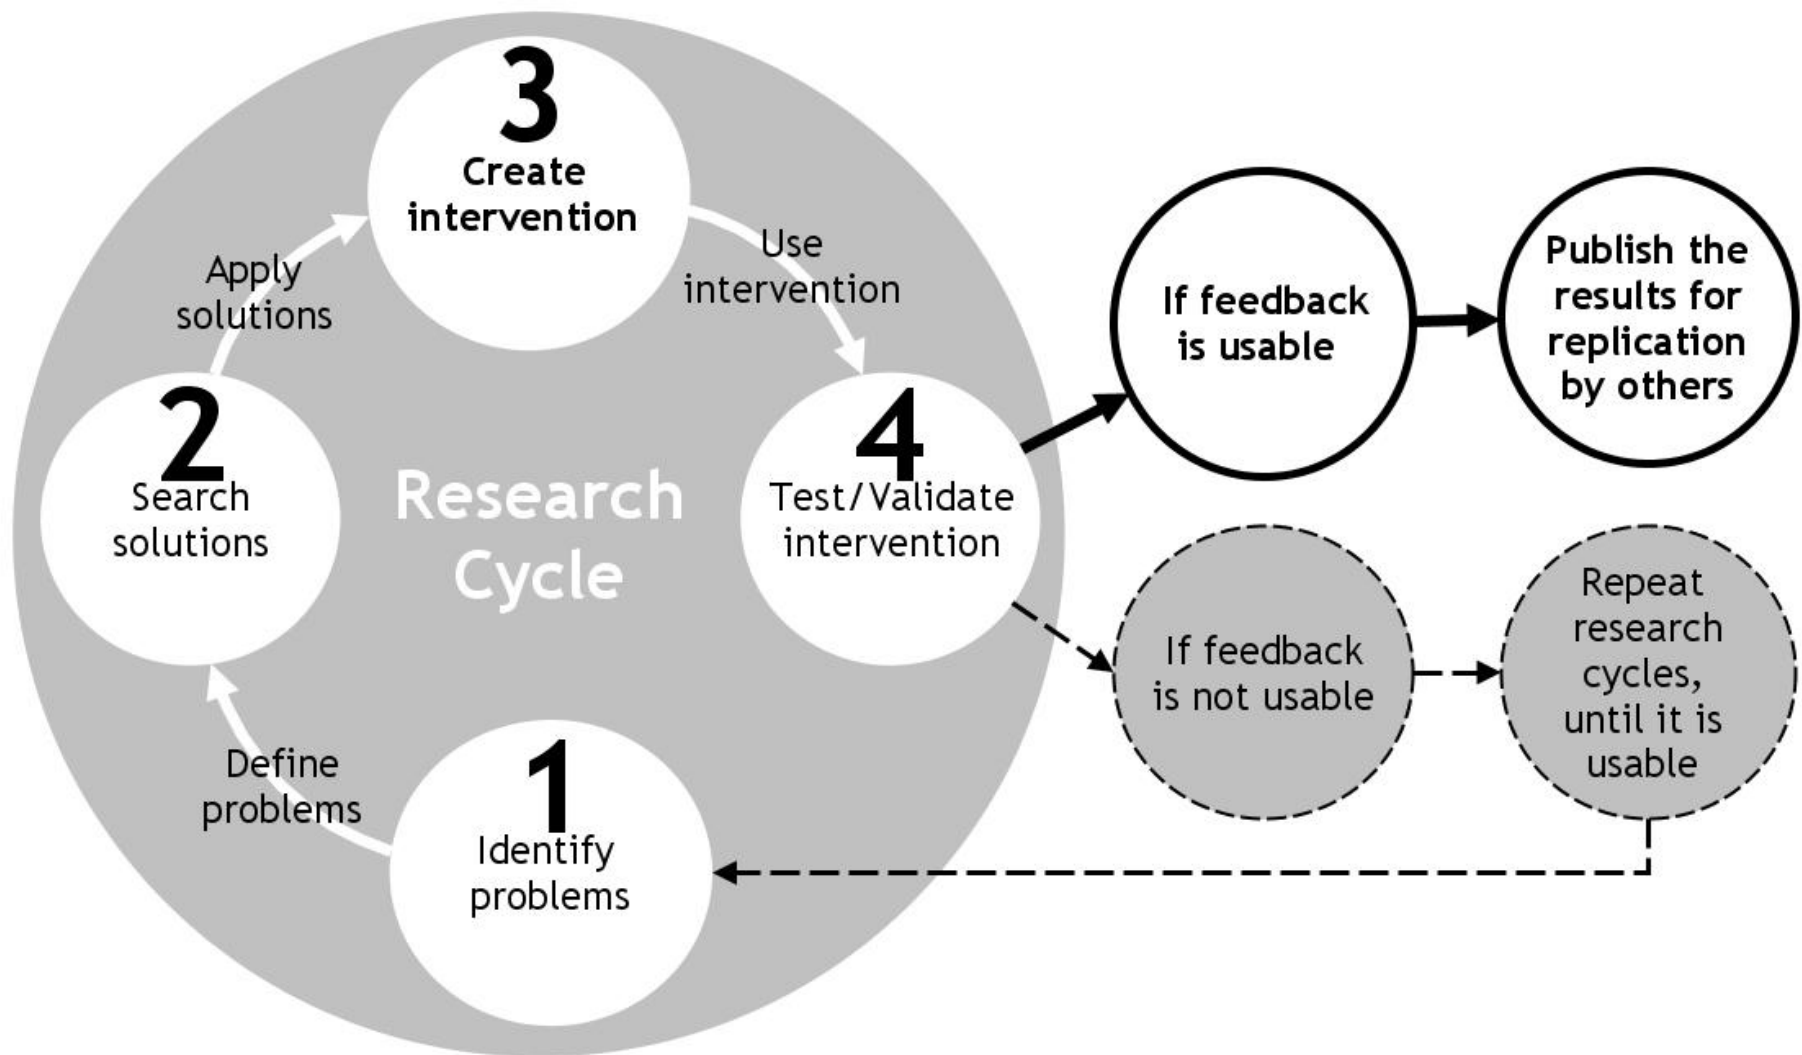 3
Create
intervention
Apply
solutions
Use
intervention
2
Search
solutions
Research
Cycle
4
Test/Validate
intervention
Define
problems
1
Identify
problems
If feedback
is usable
Publish the
results for
replication
by others
If feedback
is not usable
Repeat
research
cycles,
until it is
usable